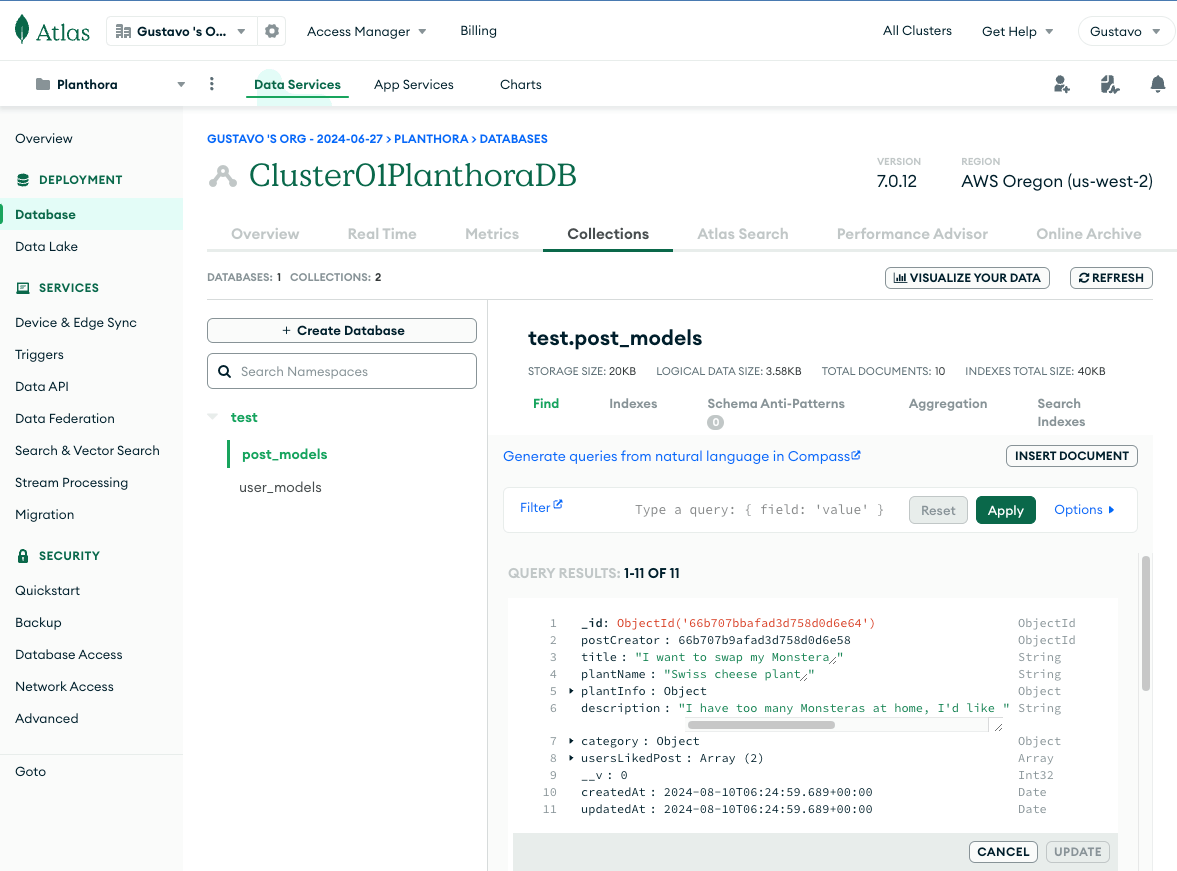 Atlas
Gustavo 's O...
Access Manager
Billing
All Clusters
Get Help
Gustavo
Planthora
Data Services
App Services
Charts
Overview
DEPLOYMENT
Database
Data Lake
SERVICES
Device & Edge Sync
Triggers
Data API
Data Federation
Search & Vector Search
Stream Processing
Migration
SECURITY
Quickstart
Backup
Database Access
Network Access
Advanced
Goto
GUSTAVO 'S ORG - 2024-06-27 > PLANTHORA > DATABASES
Cluster01PlanthoraDB
VERSION
7.0.12
REGION
AWS Oregon (us-west-2)
Overview
Real Time
Metrics
Collections
Atlas Search
Performance Advisor
Online Archive
DATABASES: 1 COLLECTIONS: 2
VISUALIZE YOUR DATA
REFRESH
+ Create Database
Search Namespaces
test
post_models
user_models
test.post_models
STORAGE SIZE: 20KB LOGICAL DATA SIZE: 3.58KB TOTAL DOCUMENTS: 10 INDEXES TOTAL SIZE: 40KB
Find
Indexes
Schema Anti-Patterns
0
Aggregation
Search
Indexes
Generate queries from natural language in Compass
INSERT DOCUMENT
Filter
Type a query: { field: 'value' }
Reset
Apply
Options
QUERY RESULTS: 1-11 OF 11
1 _id: ObjectId('66b707bbafad3d758d0d6e64') ObjectId
2 postCreator : 66b707b9afad3d758d0d6e58 ObjectId
3 title : "I want to swap my Monstera" String
4 plantName : "Swiss cheese plant" String
5 plantInfo : Object Object
6 description : "I have too many Monsteras at home, I'd like " String
7 category : Object Object
8 usersLikedPost : Array (2) Array
9 __v : 0 Int32
10 createdAt : 2024-08-10T06:24:59.689+00:00 Date
11 updatedAt : 2024-08-10T06:24:59.689+00:00 Date
CANCEL
UPDATE